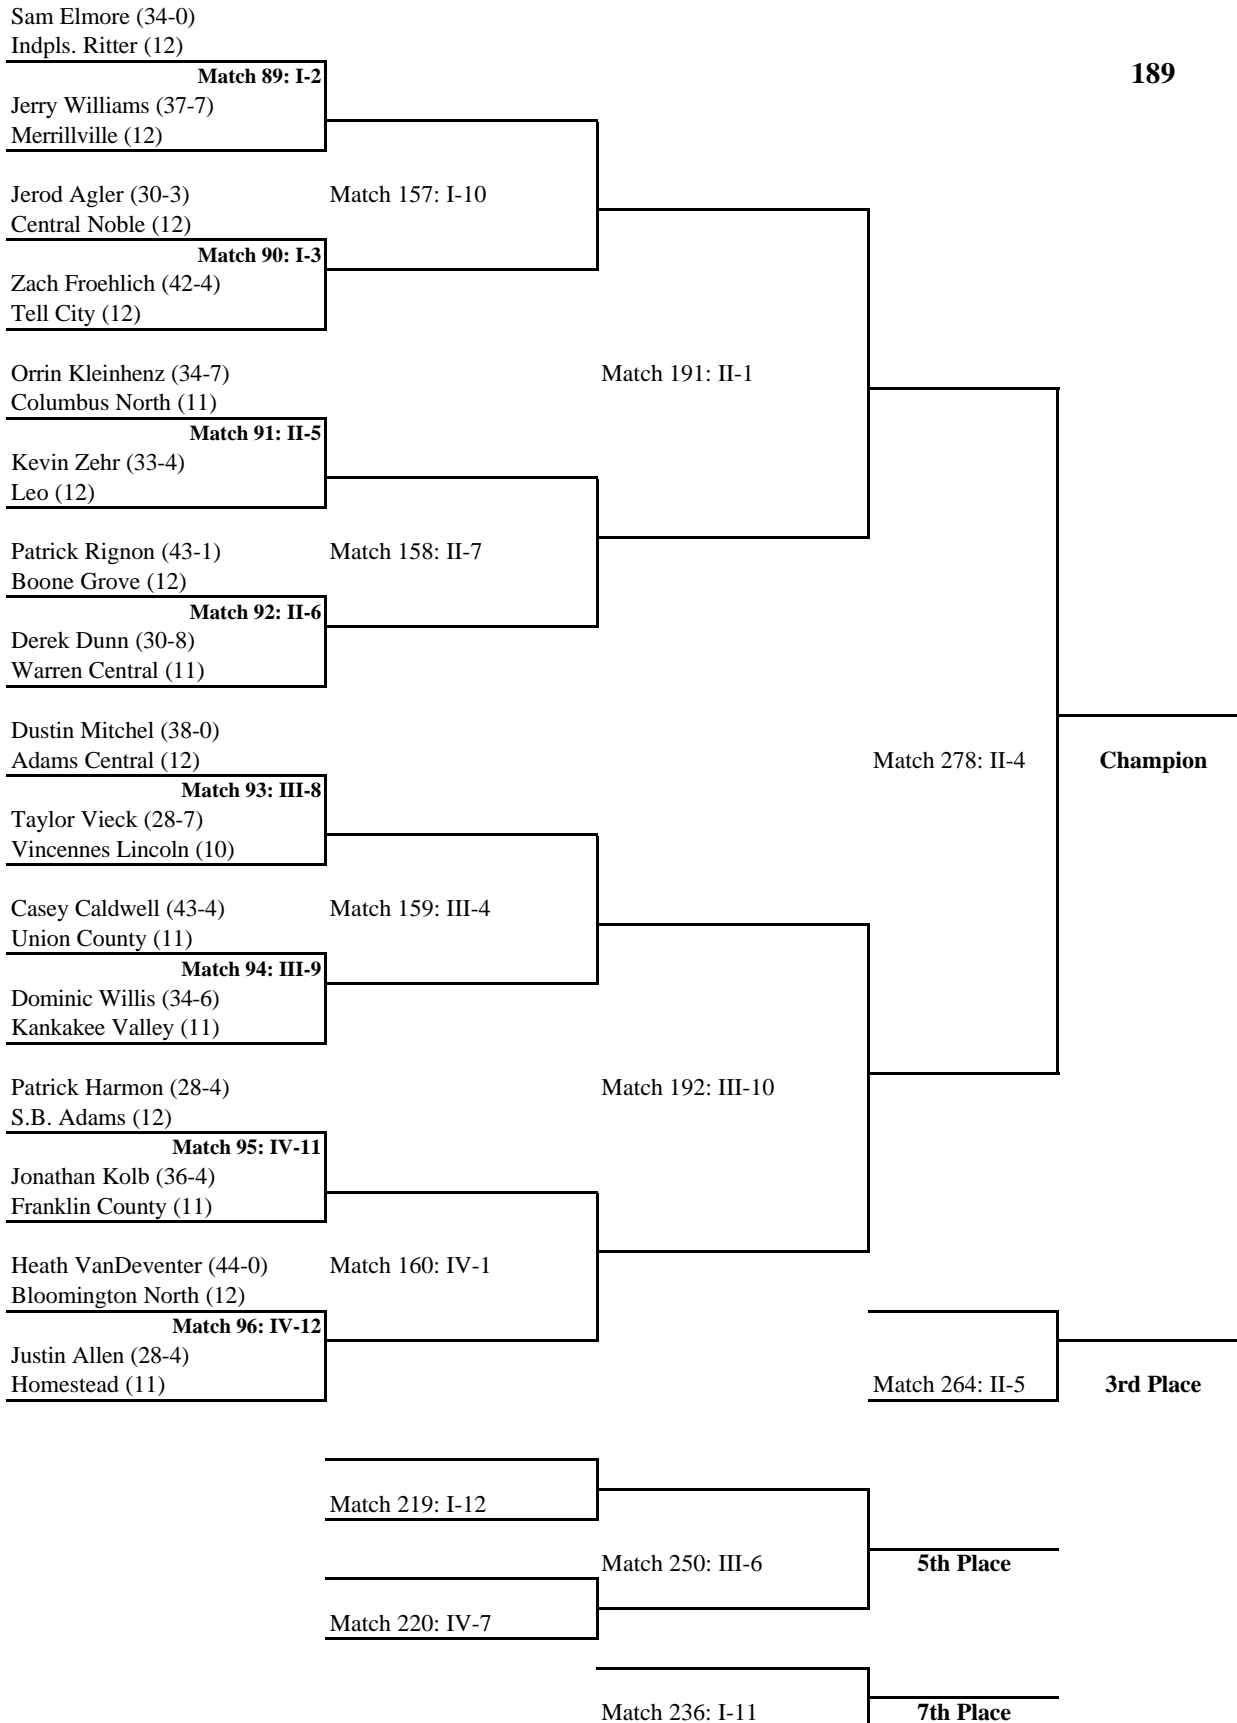 Sam Elmore (34-0)
Indpls. Ritter (12)
Match 89: I-2
189
Jerry Williams (37-7)
Merrillville (12)
Jerod Agler (30-3)
Match 157: I-10
Central Noble (12)
Match 90: I-3
Zach Froehlich (42-4)
Tell City (12)
Orrin Kleinhenz (34-7)
Match 191: II-1
Columbus North (11)
Match 91: II-5
Kevin Zehr (33-4)
Leo (12)
Patrick Rignon (43-1)
Match 158: II-7
Boone Grove (12)
Match 92: II-6
Derek Dunn (30-8)
Warren Central (11)
Dustin Mitchel (38-0)
Adams Central (12)
Match 278: II-4
Champion
Match 93: III-8
Taylor Vieck (28-7)
Vincennes Lincoln (10)
Casey Caldwell (43-4)
Match 159: III-4
Union County (11)
Match 94: III-9
Dominic Willis (34-6)
Kankakee Valley (11)
Patrick Harmon (28-4)
Match 192: III-10
S.B. Adams (12)
Match 95: IV-11
Jonathan Kolb (36-4)
Franklin County (11)
Heath VanDeventer (44-0)
Match 160: IV-1
Bloomington North (12)
Match 96: IV-12
Justin Allen (28-4)
Homestead (11)
Match 264: II-5
3rd Place
Match 219: I-12
Match 250: III-6
5th Place
Match 220: IV-7
Match 236: I-11
7th Place